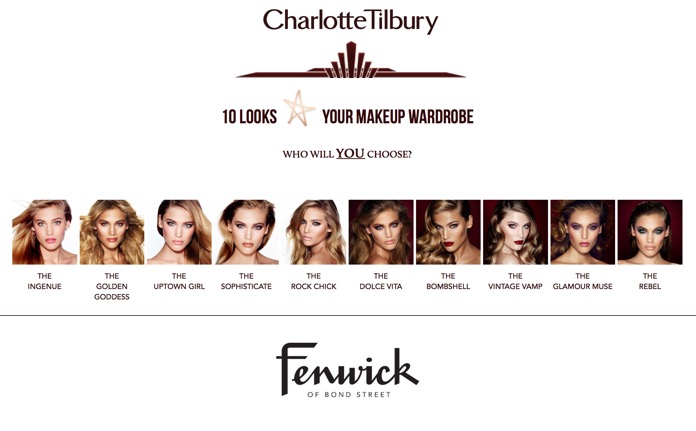 CharlotteTilbury
10 LOOKS YOUR MAKEUP WARDROBE
WHO WILL YOU CHOOSE?
THE INGENUE
THE GOLDEN GODDESS
THE UPTOWN GIRL
THE SOPHISTICATE
THE ROCK CHICK
THE DOLCE VITA
THE BOMBSHELL
THE VINTAGE VAMP
THE GLAMOUR MUSE
THE REBEL
Fenwick
OF BOND STREET